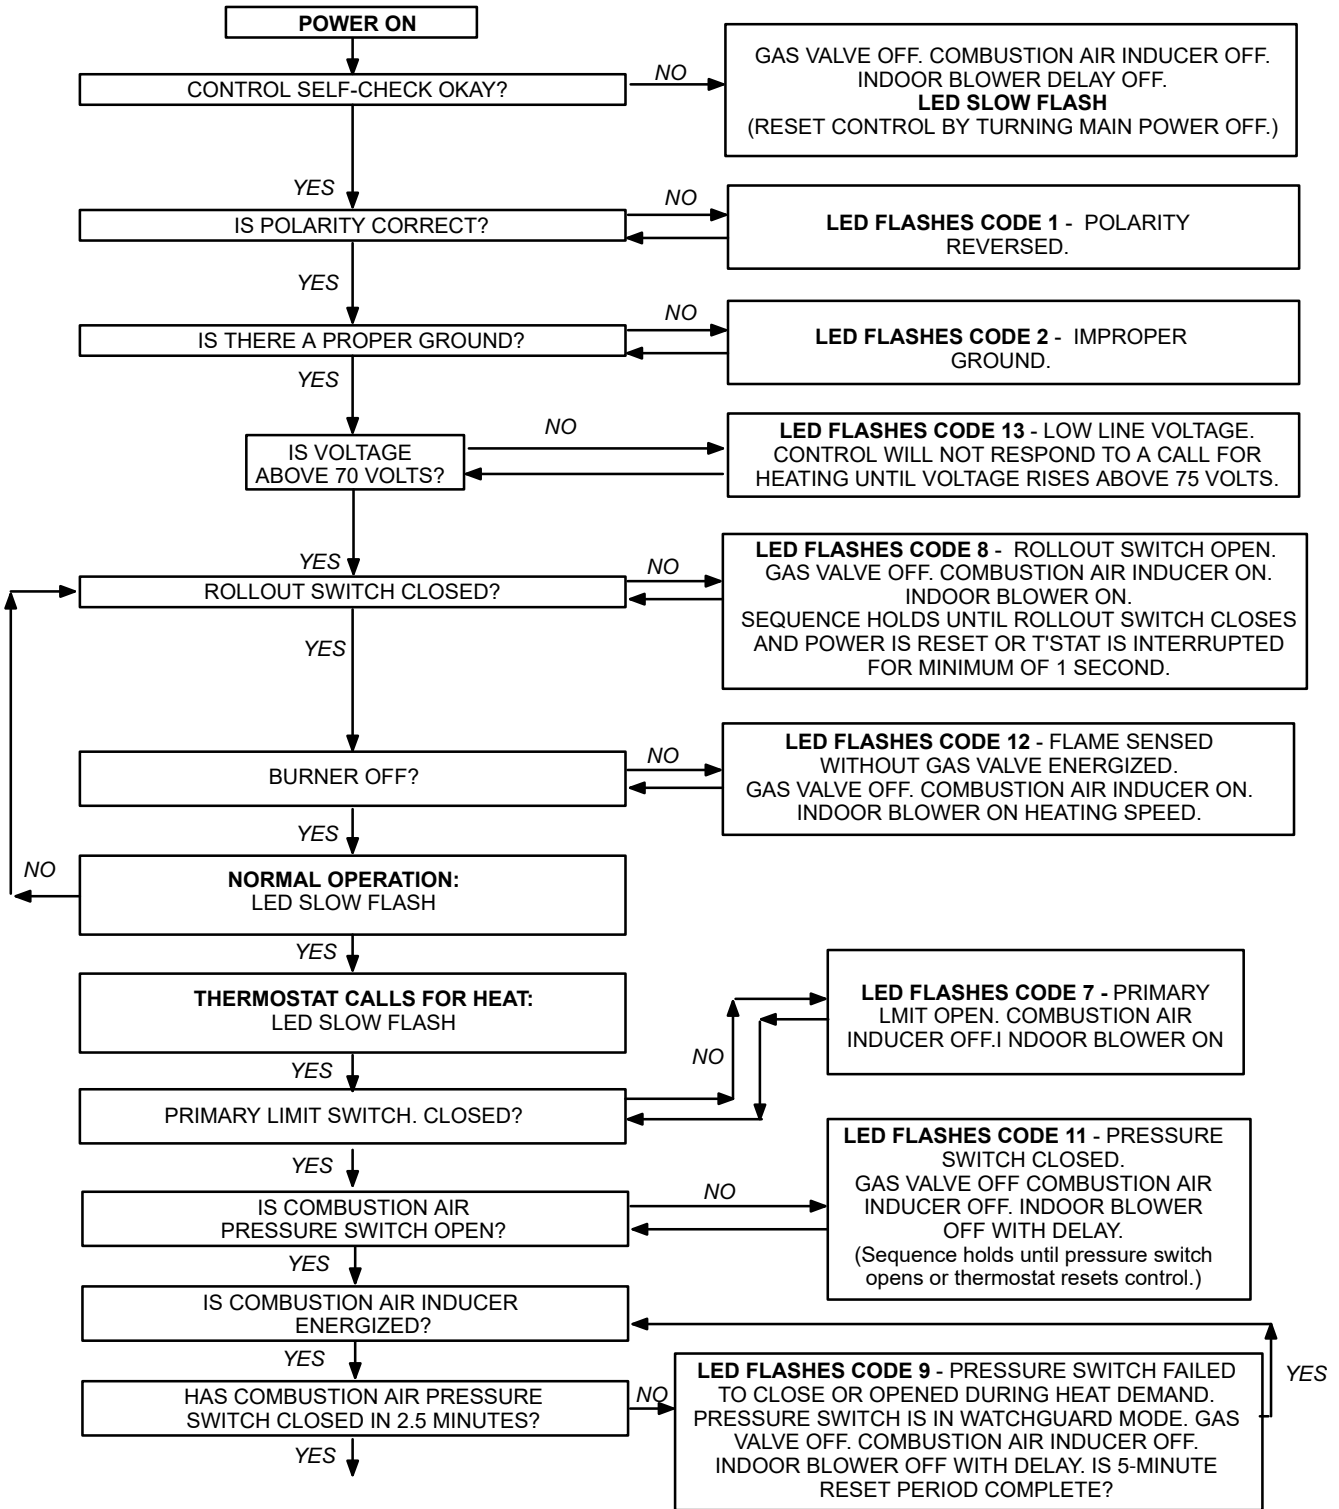 POWER ON
CONTROL SELF-CHECK OKAY?
NO
GAS VALVE OFF. COMBUSTION AIR INDUCER OFF.
INDOOR BLOWER DELAY OFF.
LED SLOW FLASH
(RESET CONTROL BY TURNING MAIN POWER OFF.)
YES
IS POLARITY CORRECT?
NO
LED FLASHES CODE 1 - POLARITY
REVERSED.
YES
IS THERE A PROPER GROUND?
NO
LED FLASHES CODE 2 - IMPROPER
GROUND.
YES
IS VOLTAGE
ABOVE 70 VOLTS?
NO
LED FLASHES CODE 13 - LOW LINE VOLTAGE.
CONTROL WILL NOT RESPOND TO A CALL FOR
HEATING UNTIL VOLTAGE RISES ABOVE 75 VOLTS.
YES
ROLLOUT SWITCH CLOSED?
NO
LED FLASHES CODE 8 - ROLLOUT SWITCH OPEN.
GAS VALVE OFF. COMBUSTION AIR INDUCER ON.
INDOOR BLOWER ON.
SEQUENCE HOLDS UNTIL ROLLOUT SWITCH CLOSES
AND POWER IS RESET OR T'STAT IS INTERRUPTED
FOR MINIMUM OF 1 SECOND.
YES
BURNER OFF?
NO
LED FLASHES CODE 12 - FLAME SENSED
WITHOUT GAS VALVE ENERGIZED.
GAS VALVE OFF. COMBUSTION AIR INDUCER ON.
INDOOR BLOWER ON HEATING SPEED.
YES
NO
NORMAL OPERATION:
LED SLOW FLASH
YES
THERMOSTAT CALLS FOR HEAT:
LED SLOW FLASH
LED FLASHES CODE 7 - PRIMARY
LMIT OPEN. COMBUSTION AIR
INDUCER OFF.I NDOOR BLOWER ON
NO
YES
PRIMARY LIMIT SWITCH. CLOSED?
LED FLASHES CODE 11 - PRESSURE
SWITCH CLOSED.
GAS VALVE OFF COMBUSTION AIR
INDUCER OFF. INDOOR BLOWER
OFF WITH DELAY.
(Sequence holds until pressure switch
opens or thermostat resets control.)
YES
NO
IS COMBUSTION AIR
PRESSURE SWITCH OPEN?
YES
IS COMBUSTION AIR INDUCER
ENERGIZED?
YES
YES
HAS COMBUSTION AIR PRESSURE
SWITCH CLOSED IN 2.5 MINUTES?
NO
LED FLASHES CODE 9 - PRESSURE SWITCH FAILED
TO CLOSE OR OPENED DURING HEAT DEMAND.
PRESSURE SWITCH IS IN WATCHGUARD MODE. GAS
VALVE OFF. COMBUSTION AIR INDUCER OFF.
INDOOR BLOWER OFF WITH DELAY. IS 5-MINUTE
RESET PERIOD COMPLETE?
YES